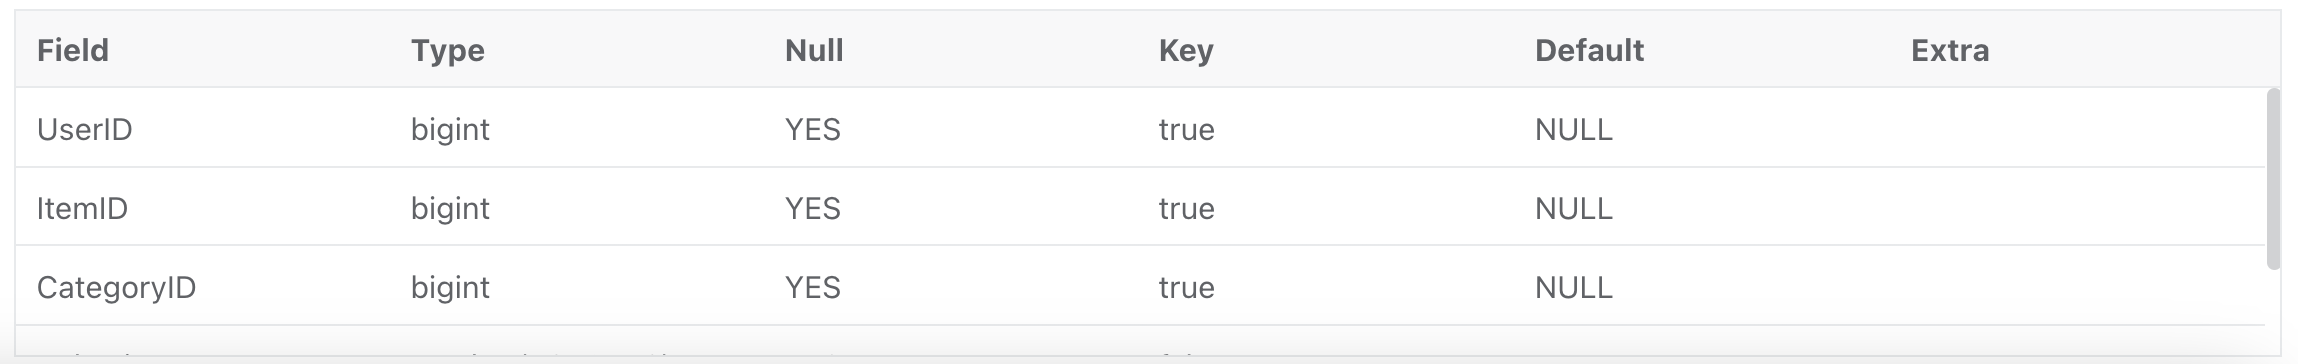 Field Type Null Key Default Extra
UserID bigint YES true NULL
ItemID bigint YES true NULL
CategoryID bigint YES true NULL